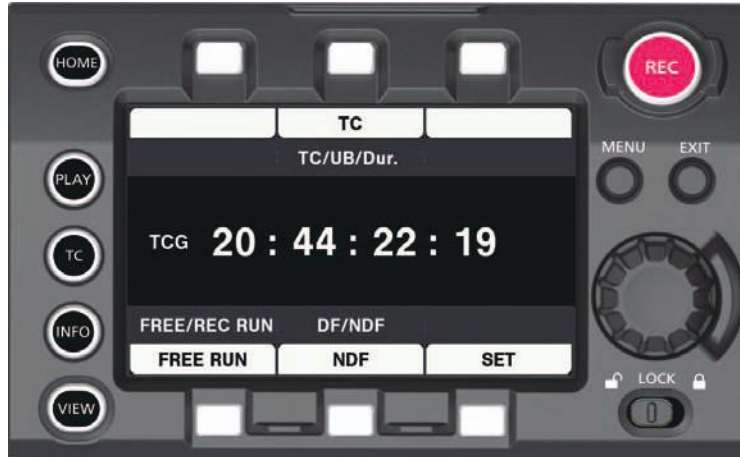 HOME
REC
TC
TC/UB/Dur.
MENU EXIT
PLAY
TCG 20 : 44 : 22 : 19
TC
INFO
FREE/REC RUN DF/NDF
FREE RUN NDF SET
LOCK
VIEW